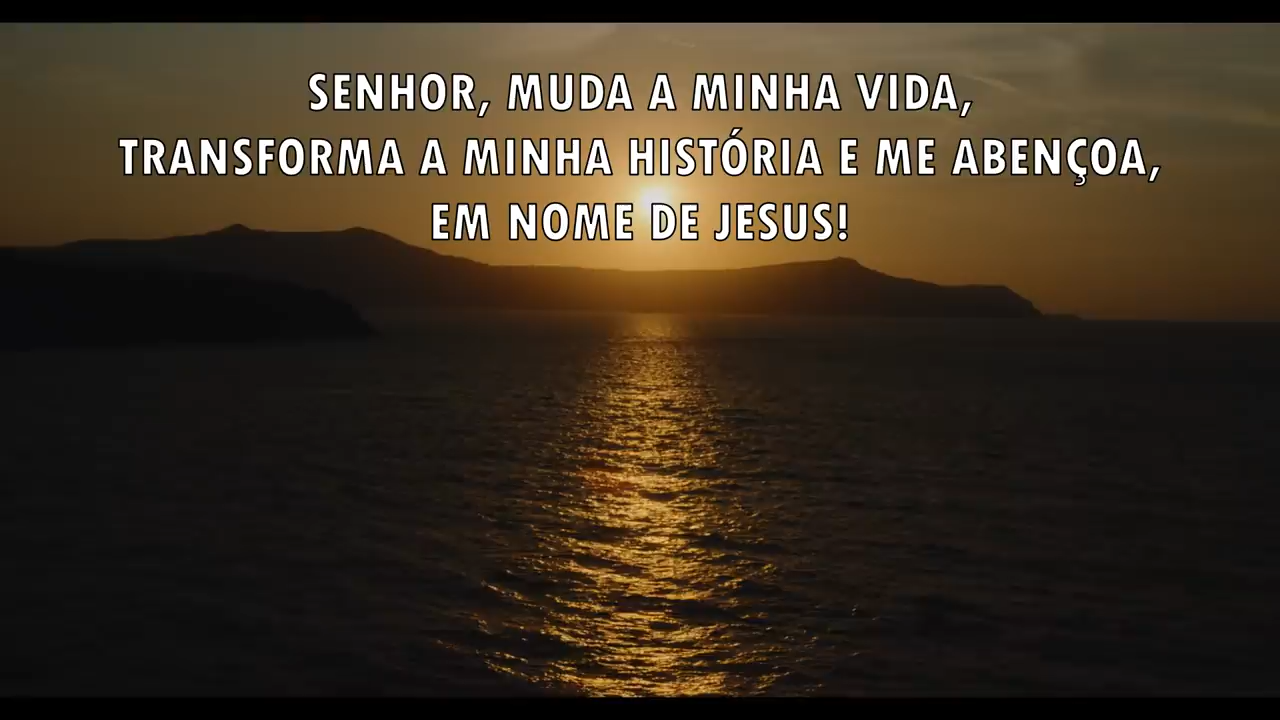 SENHOR, MUDA A MINHA VIDA,
TRANSFORMA A MINHA HISTÓRIA E ME ABENÇOA,
EM NOME DE JESUS!